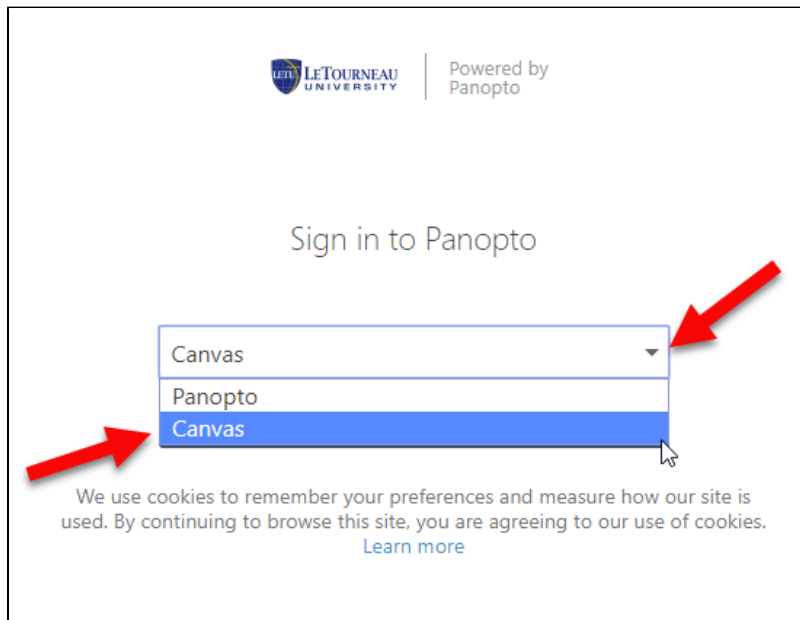 LETU LETOURNEAU
UNIVERSITY
Powered by
Panopto
Sign in to Panopto
Canvas
Panopto
Canvas
We use cookies to remember your preferences and measure how our site is
used. By continuing to browse this site, you are agreeing to our use of cookies.
Learn more